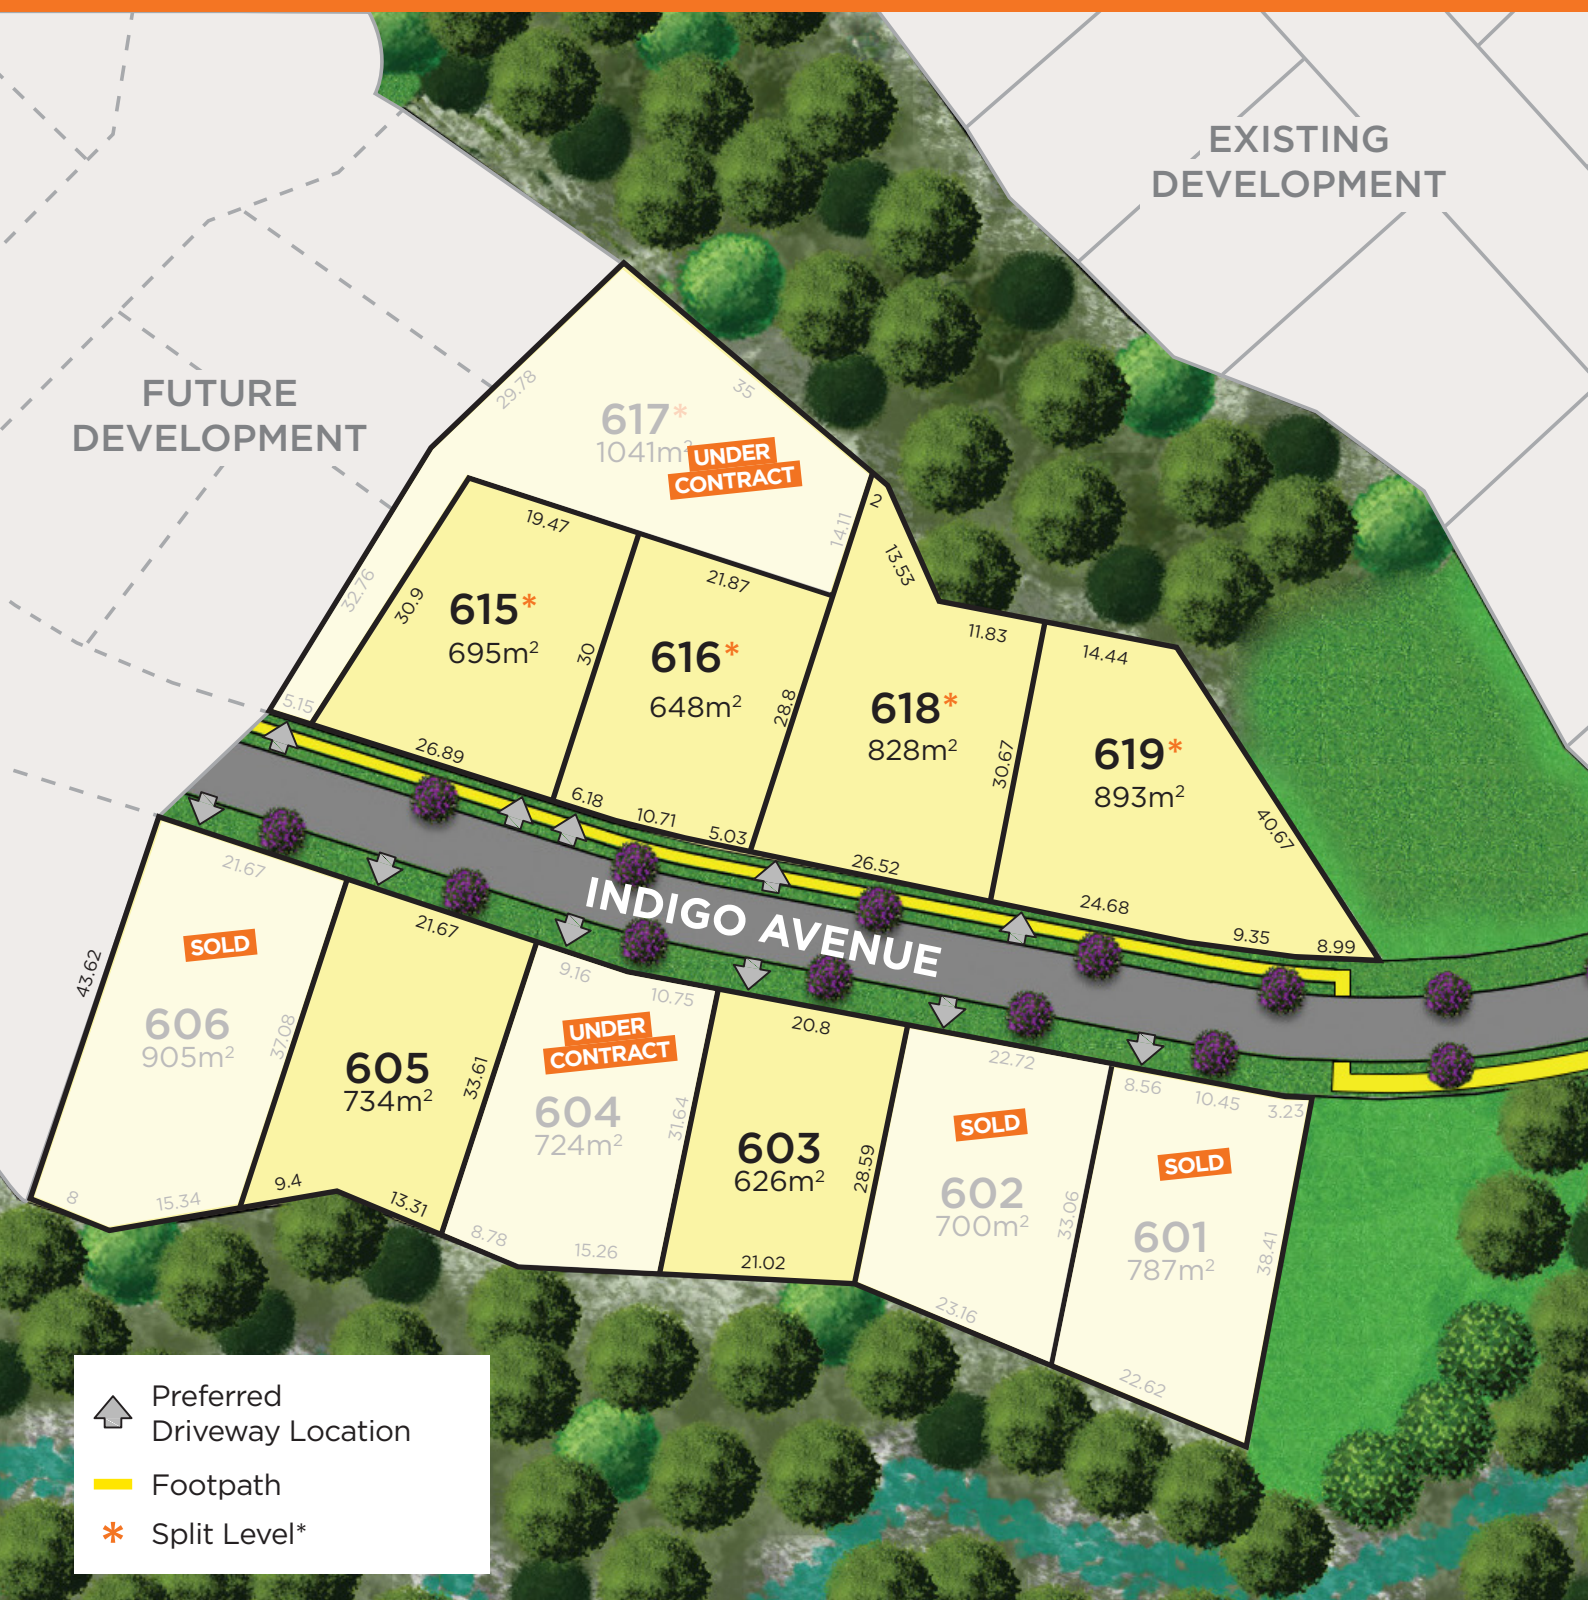 EXISTING
DEVELOPMENT
FUTURE
DEVELOPMENT
29.78
35
617*
1041m²
UNDER
CONTRACT
14.11
2
13.53
32.76
5.15
19.47
30.9
615*
695m²
30
26.89
21.87
616*
648m²
28.8
6.18
10.71
5.03
11.83
618*
828m²
30.67
26.52
14.44
619*
893m²
40.67
24.68
9.35
8.99
INDIGO AVENUE
21.67
SOLD
43.62
606
905m²
37.08
8
15.34
21.67
605
734m²
33.61
9.4
13.31
9.16
10.75
UNDER
CONTRACT
604
724m²
31.64
8.78
15.26
20.8
603
626m²
28.59
21.02
22.72
SOLD
602
700m²
33.06
23.16
8.56
10.45
3.23
SOLD
601
787m²
38.41
22.62
Preferred
Driveway Location
Footpath
* Split Level*